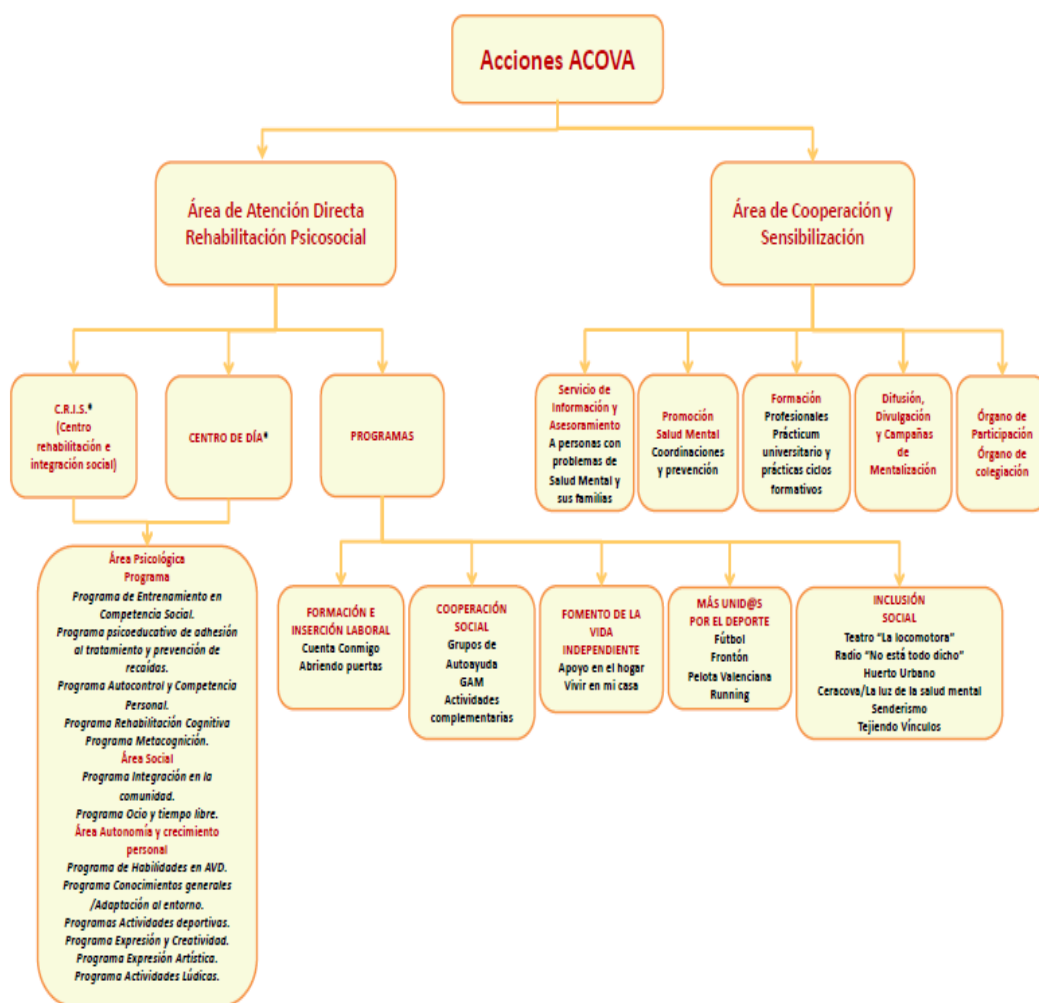 Acciones ACOVA
Área de Atención Directa
Rehabilitación Psicosocial
Área de Cooperación y
Sensibilización
C.R.I.S.*
(Centro
rehabilitación e
integración social)
CENTRO DE DÍA*
PROGRAMAS
Servicio de
Información y
Asesoramiento
A personas con
problemas de
Salud Mental y
sus familias
Promoción
Salud Mental
Coordinaciones
y prevención
Formación
Profesionales
Prácticum
universitario y
prácticas ciclos
formativos
Difusión,
Divulgación
y Campañas
de
Mentalización
Órgano de
Participación
Órgano de
colegiación
Área Psicológica
Programa
Programa de Entrenamiento en
Competencia Social.
Programa psicoeducativo de adhesión
al tratamiento y prevención de
recaídas.
Programa Autocontrol y Competencia
Personal.
Programa Rehabilitación Cognitiva
Programa Metacognición.
Área Social
Programa Integración en la
comunidad.
Programa Ocio y tiempo libre.
Área Autonomía y crecimiento
personal
Programa de Habilidades en AVD.
Programa Conocimientos generales
/Adaptación al entorno.
Programas Actividades deportivas.
Programa Expresión y Creatividad.
Programa Expresión Artística.
Programa Actividades Lúdicas.
FORMACIÓN E
INSERCIÓN LABORAL
Cuenta Conmigo
Abriendo puertas
COOPERACIÓN
SOCIAL
Grupos de
Autoayuda
GAM
Actividades
complementarias
FOMENTO DE LA
VIDA
INDEPENDIENTE
Apoyo en el hogar
Vivir en mi casa
MÁS UNID@S
POR EL DEPORTE
Fútbol
Frontón
Pelota Valenciana
Running
INCLUSIÓN
SOCIAL
Teatro "La locomotora"
Radio "No está todo dicho"
Huerto Urbano
Ceracova/La luz de la salud mental
Senderismo
Tejiendo Vínculos